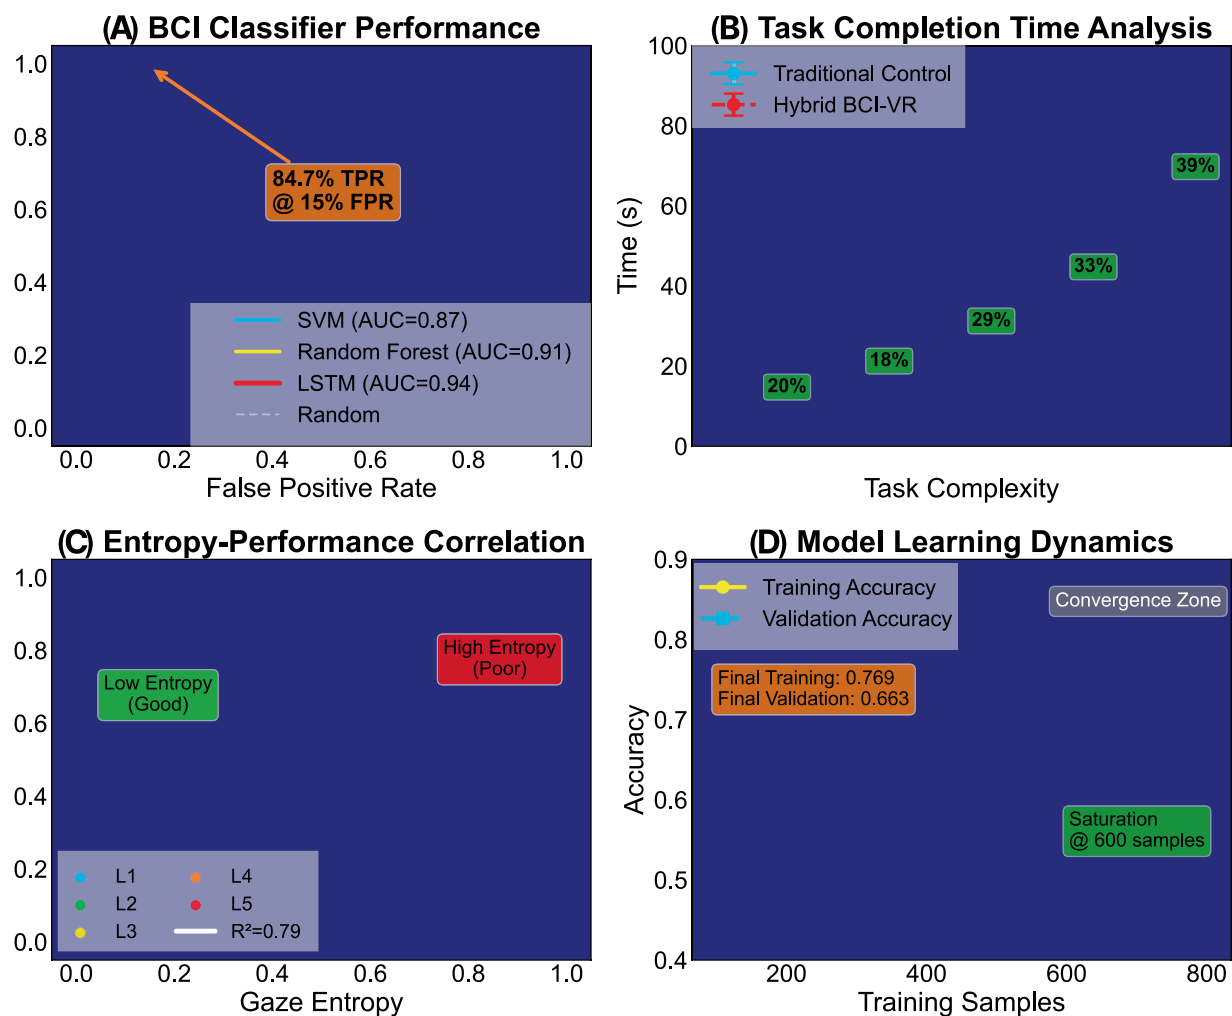 (A) BCI Classifier Performance
1.0
0.8
0.6
0.4
0.2
0.0
84.7% TPR
@ 15% FPR
SVM (AUC=0.87)
Random Forest (AUC=0.91)
LSTM (AUC=0.94)
Random
0.0 0.2 0.4 0.6 0.8 1.0
False Positive Rate
(B) Task Completion Time Analysis
100
80
60
40
20
0
Time (s)
Traditional Control
Hybrid BCI-VR
20%
18%
29%
33%
39%
Task Complexity
(C) Entropy-Performance Correlation
1.0
0.8
0.6
0.4
0.2
0.0
Low Entropy
(Good)
High Entropy
(Poor)
L1
L2
L3
L4
L5
R²=0.79
0.0 0.2 0.4 0.6 0.8 1.0
Gaze Entropy
(D) Model Learning Dynamics
0.9
0.8
0.7
0.6
0.5
0.4
Accuracy
Training Accuracy
Validation Accuracy
Convergence Zone
Final Training: 0.769
Final Validation: 0.663
Saturation
@ 600 samples
200 400 600 800
Training Samples